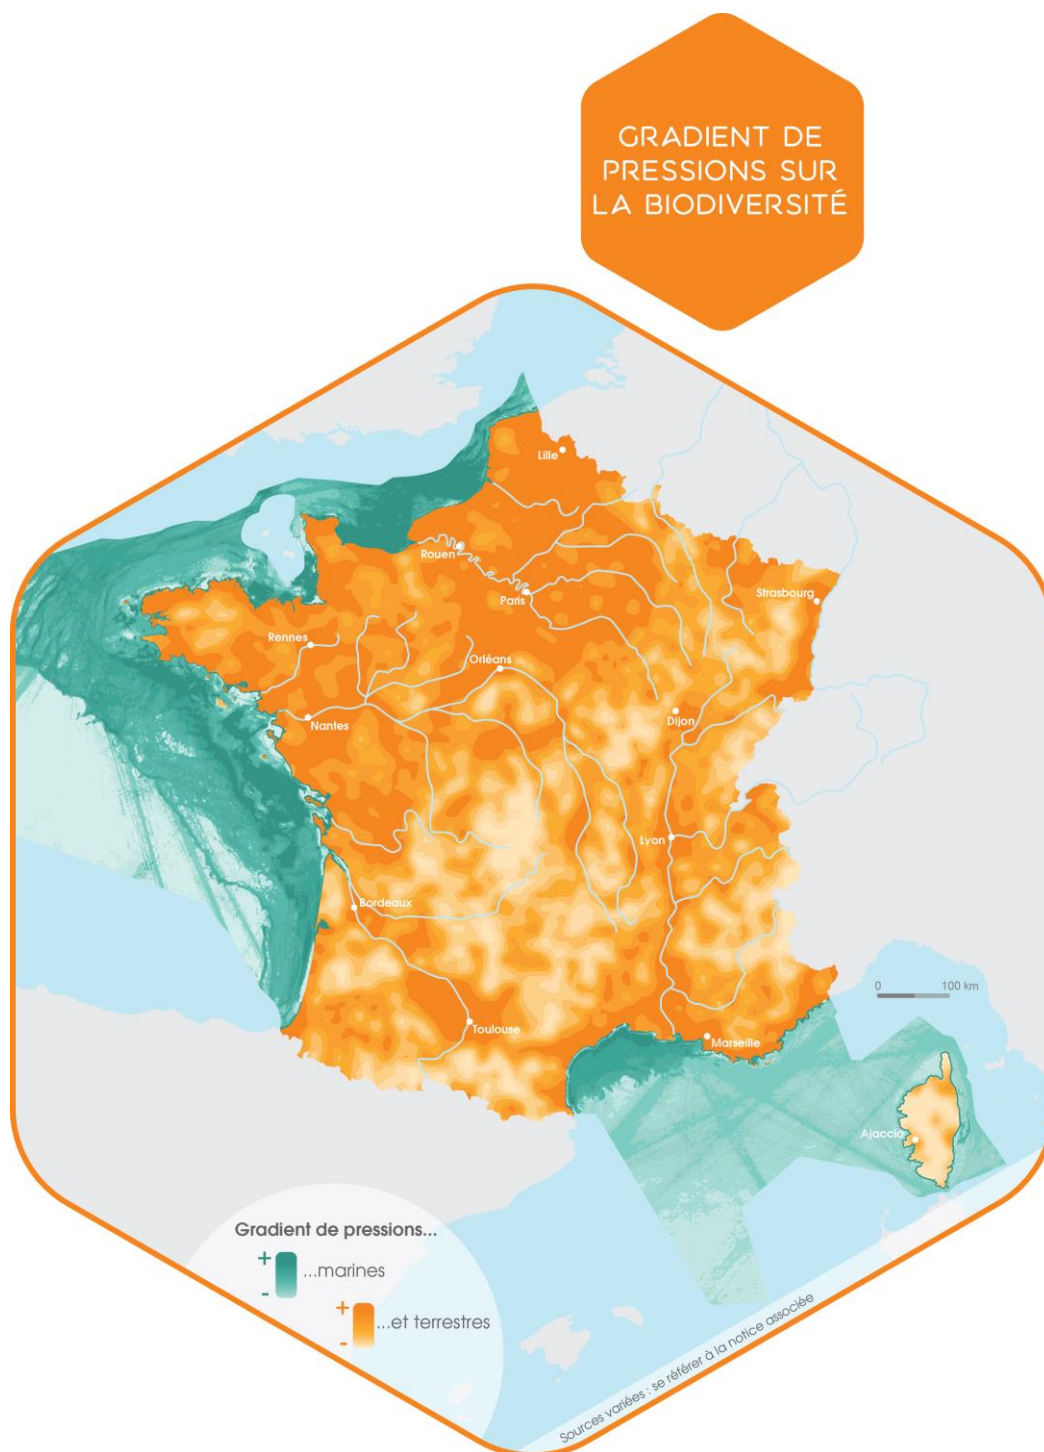 GRADIENT DE
PRESSIONS SUR
LA BIODIVERSITÉ
Lille
Rouen
Paris
Strasbourg
Rennes
Orléans
Nantes
Dijon
Lyon
Bordeaux
0 100 km
Toulouse
Marseille
Ajaccio
Gradient de pressions...
+
...marines
-
+
...et terrestres
-
Sources variées : se référer à la notice associée